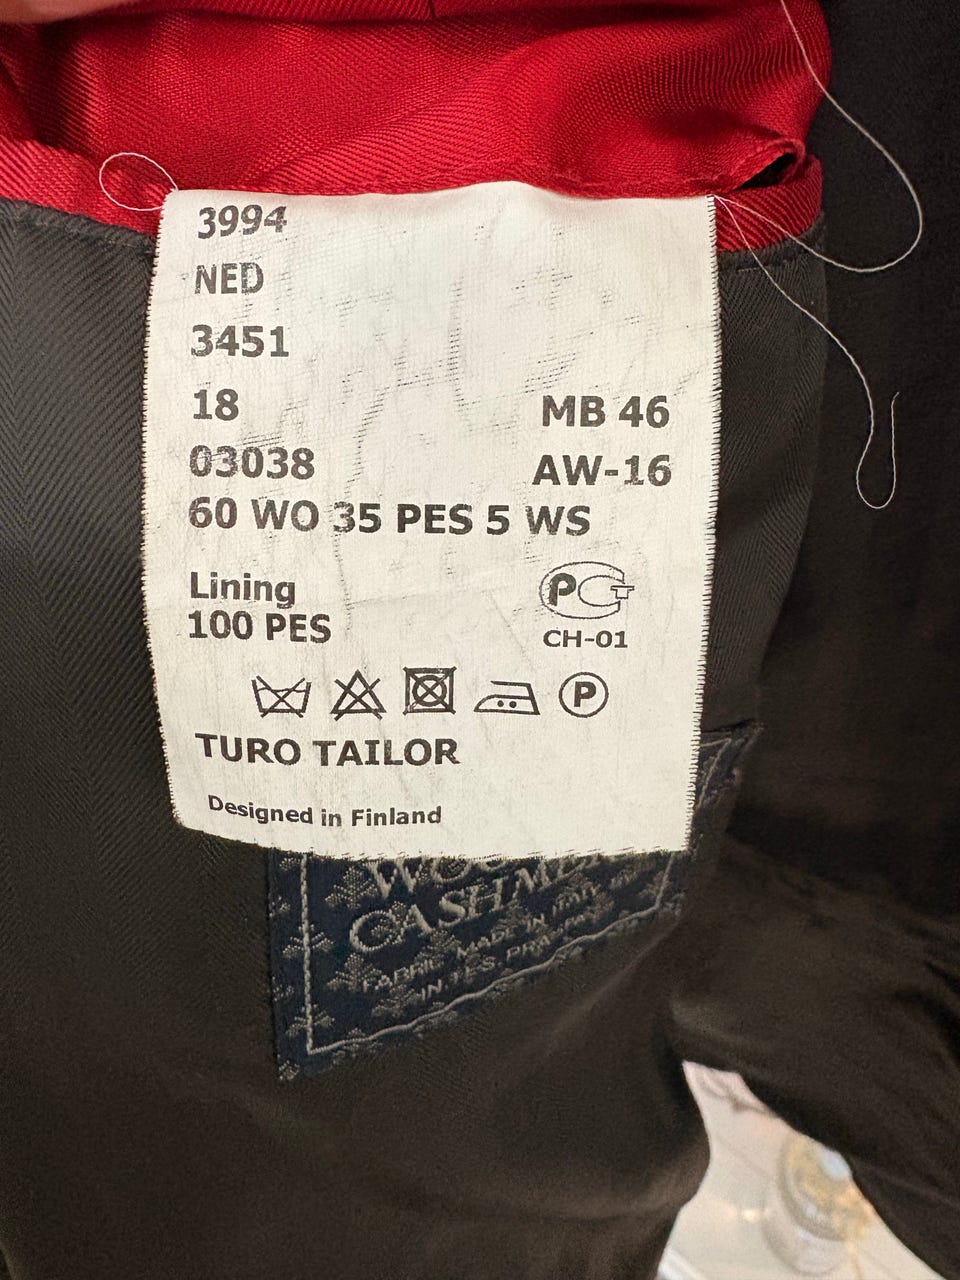 3994
NED
3451
18 MB 46
03038 AW-16
60 WO 35 PES 5 WS
Lining
100 PES
PCT
CH-01
P
TURO TAILOR
Designed in Finland
CASHME
FABRIC MADE IN ITALY